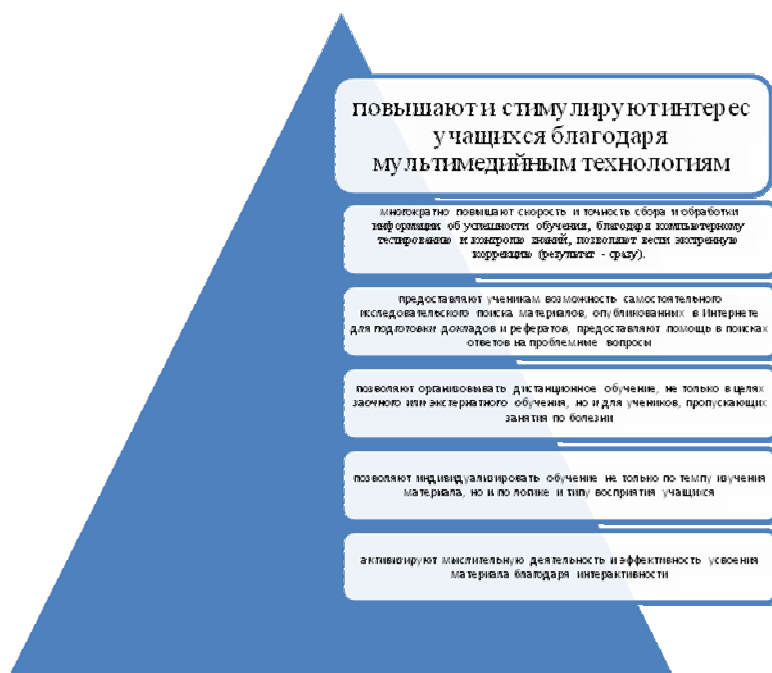 повышают и стимулируют интерес
учащихся благодаря
мультимедийным технологиям
многократно повышают скорость и точность сбора и обработки
информации об успешности обучения, благодаря компьютерному
тестированию и контролю знаний, позволяют вести экстренную
коррекцию (результат - сразу).
предоставляют ученикам возможность самостоятельного
исследовательского поиска материалов, опубликованных в Интернете
для подготовки докладов и рефератов, предоставляют помощь в поисках
ответов на проблемные вопросы
позволяют организовывать дистанционное обучение, не только в целях
заочного или экстернатного обучения, но и для учеников, пропускающих
занятия по болезни
позволяют индивидуализировать обучение не только по темпу изучения
материала, но и по логике и типу восприятия учащихся
активизируют мыслительную деятельность и эффективность усвоения
материала благодаря интерактивности